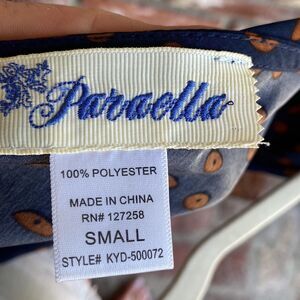 Paraella
100% POLYESTER
MADE IN CHINA
RN# 127258
SMALL
STYLE# KYD-500072